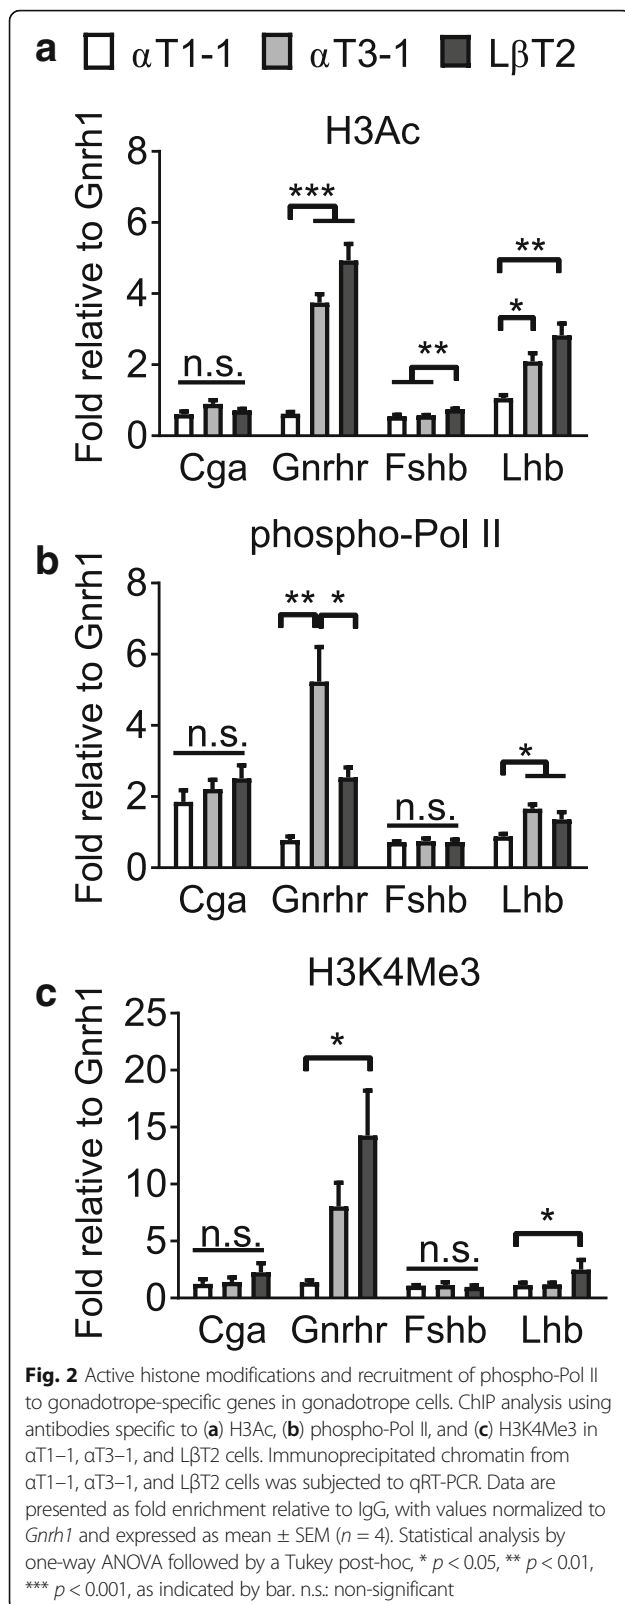 a αT1-1 αT3-1 LβT2
H3Ac
Fold relative to Gnrh1
8
6
4
2
0
n.s.
***
**
*
**
Cga Gnrhr Fshb Lhb
b
phospho-Pol II
Fold relative to Gnrh1
8
6
4
2
0
n.s.
** *
n.s.
*
Cga Gnrhr Fshb Lhb
c
H3K4Me3
Fold relative to Gnrh1
25
20
15
10
5
0
n.s.
*
n.s.
*
Cga Gnrhr Fshb Lhb
Fig. 2 Active histone modifications and recruitment of phospho-Pol II
to gonadotrope-specific genes in gonadotrope cells. ChIP analysis using
antibodies specific to (a) H3Ac, (b) phospho-Pol II, and (c) H3K4Me3 in
αT1–1, αT3–1, and LβT2 cells. Immunoprecipitated chromatin from
αT1–1, αT3–1, and LβT2 cells was subjected to qRT-PCR. Data are
presented as fold enrichment relative to IgG, with values normalized to
Gnrh1 and expressed as mean ± SEM (n = 4). Statistical analysis by
one-way ANOVA followed by a Tukey post-hoc, * p < 0.05, ** p < 0.01,
*** p < 0.001, as indicated by bar. n.s.: non-significant